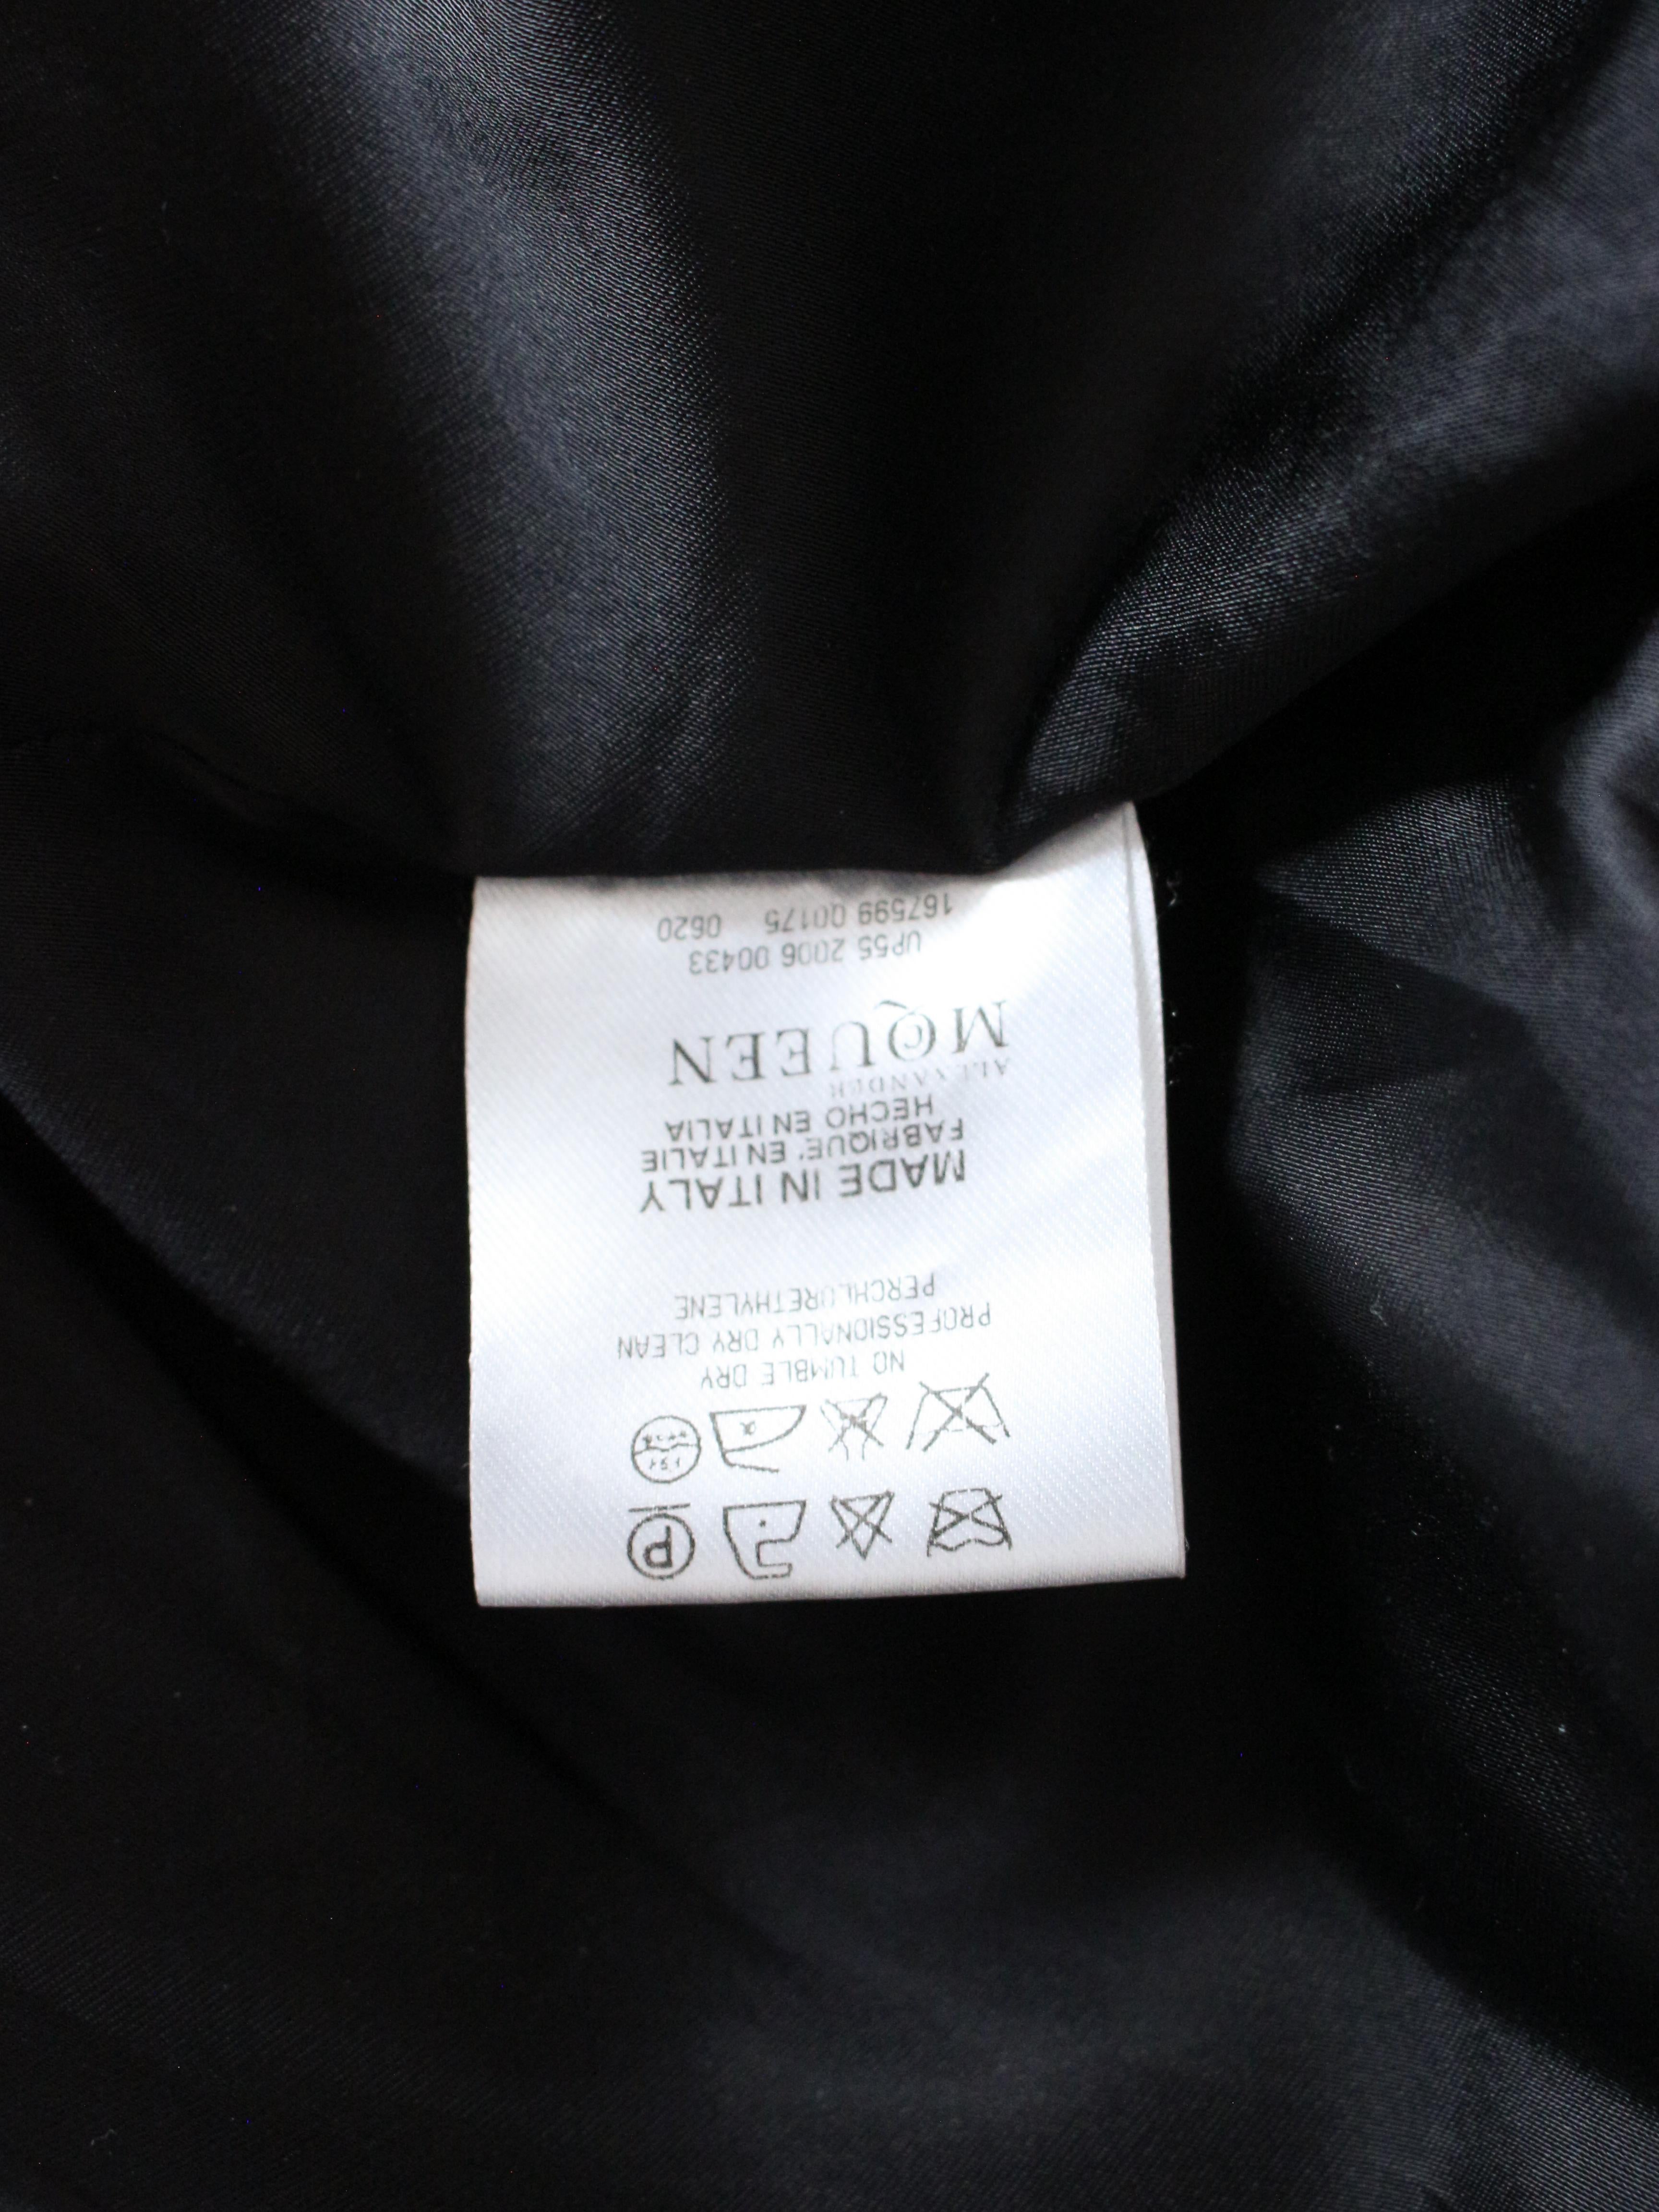 P
NO TUMBLE DRY
PROFESSIONALLY DRY CLEAN
PERCHLORETHYLENE
MADE IN ITALY
FABRIQUE' EN ITALIE
HECHO EN ITALIA
ALEXANDER
McQUEEN
UP55 2006 00433
167599 Q0175 0620